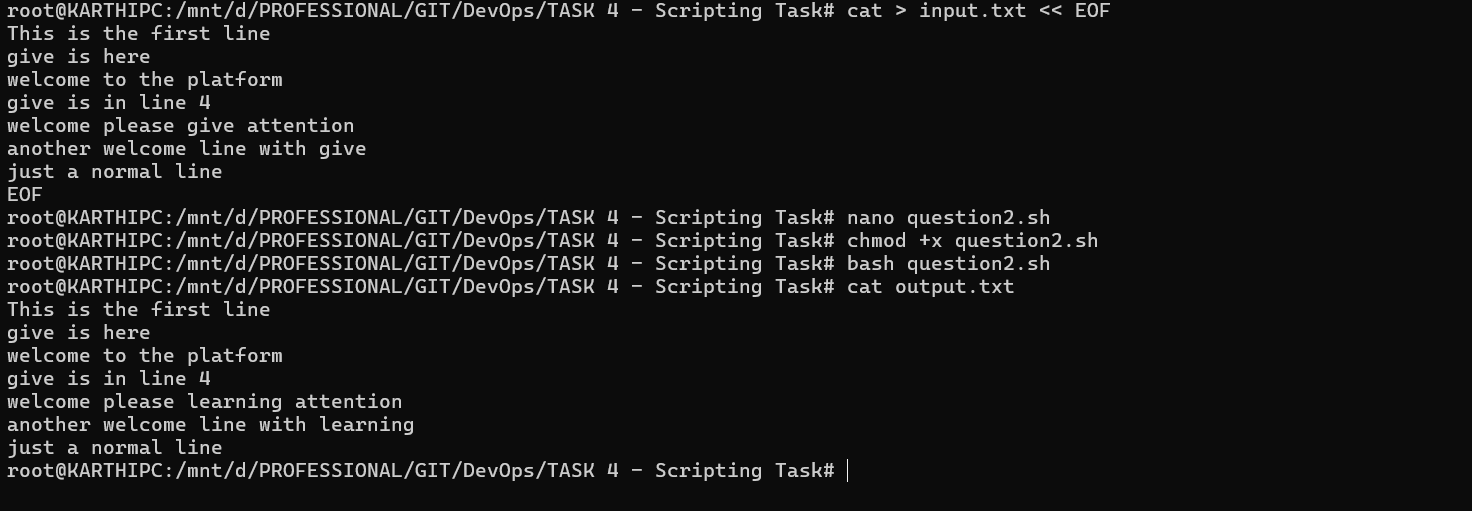 root@KARTHIPC:/mnt/d/PROFESSIONAL/GIT/DevOps/TASK 4 - Scripting Task# cat > input.txt << EOF
This is the first line
give is here
welcome to the platform
give is in line 4
welcome please give attention
another welcome line with give
just a normal line
EOF
root@KARTHIPC:/mnt/d/PROFESSIONAL/GIT/DevOps/TASK 4 - Scripting Task# nano question2.sh
root@KARTHIPC:/mnt/d/PROFESSIONAL/GIT/DevOps/TASK 4 - Scripting Task# chmod +x question2.sh
root@KARTHIPC:/mnt/d/PROFESSIONAL/GIT/DevOps/TASK 4 - Scripting Task# bash question2.sh
root@KARTHIPC:/mnt/d/PROFESSIONAL/GIT/DevOps/TASK 4 - Scripting Task# cat output.txt
This is the first line
give is here
welcome to the platform
give is in line 4
welcome please learning attention
another welcome line with learning
just a normal line
root@KARTHIPC:/mnt/d/PROFESSIONAL/GIT/DevOps/TASK 4 - Scripting Task#